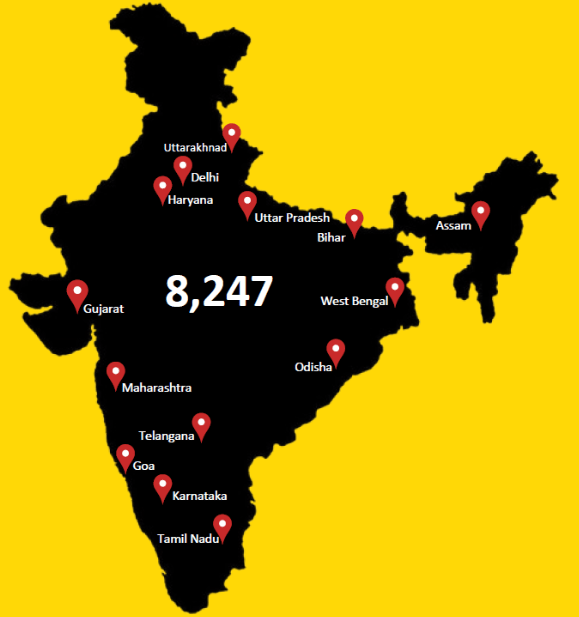 Uttarakhnad
Delhi
Haryana
Uttar Pradesh
Bihar
Assam
8,247
West Bengal
Gujarat
Odisha
Maharashtra
Telangana
Goa
Karnataka
Tamil Nadu